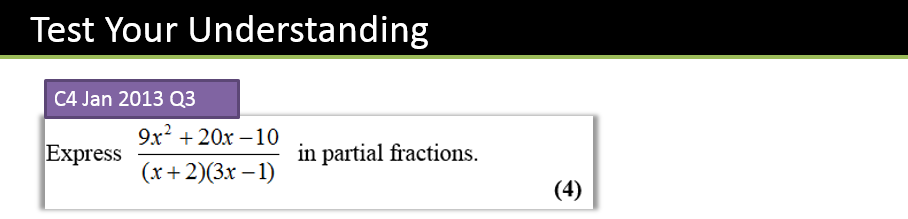 Test Your Understanding
C4 Jan 2013 Q3
Express (9x² + 20x − 10)/((x + 2)(3x − 1)) in partial fractions.
(4)